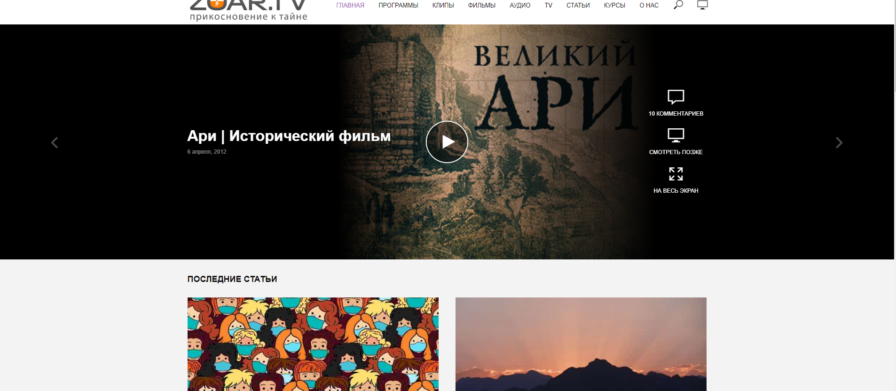 ZOAR.TV
прикосновение к тайне
ГЛАВНАЯ ПРОГРАММЫ КЛИПЫ ФИЛЬМЫ АУДИО TV СТАТЬИ КУРСЫ О НАС
ВЕЛИКИЙ
АРИ
10 КОММЕНТАРИЕВ
Ари | Исторический фильм
6 апреля, 2012
СМОТРЕТЬ ПОЗЖЕ
НА ВЕСЬ ЭКРАН
ПОСЛЕДНИЕ СТАТЬИ